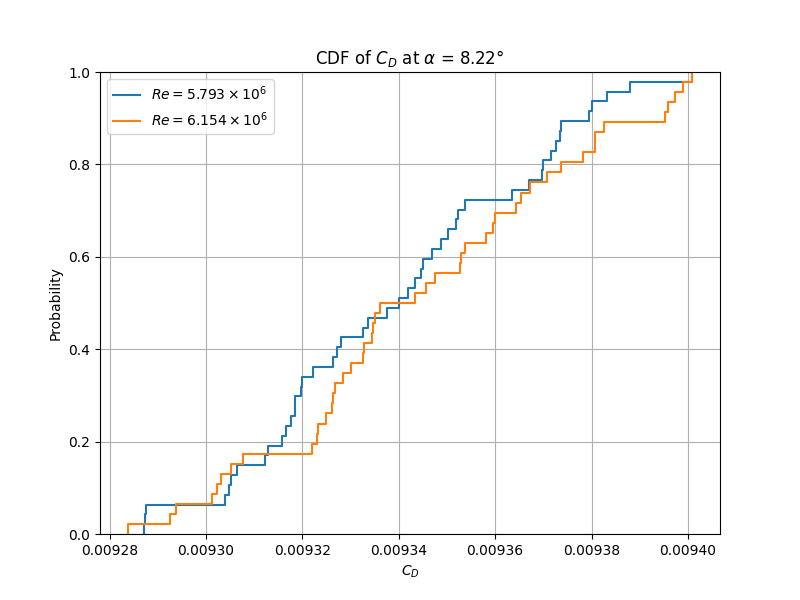 CDF of $C_D$ at $\alpha$ = 8.22°
$Re = 5.793 \times 10^6$
$Re = 6.154 \times 10^6$
Probability
1.0
0.8
0.6
0.4
0.2
0.0
0.00928 0.00930 0.00932 0.00934 0.00936 0.00938 0.00940
$C_D$